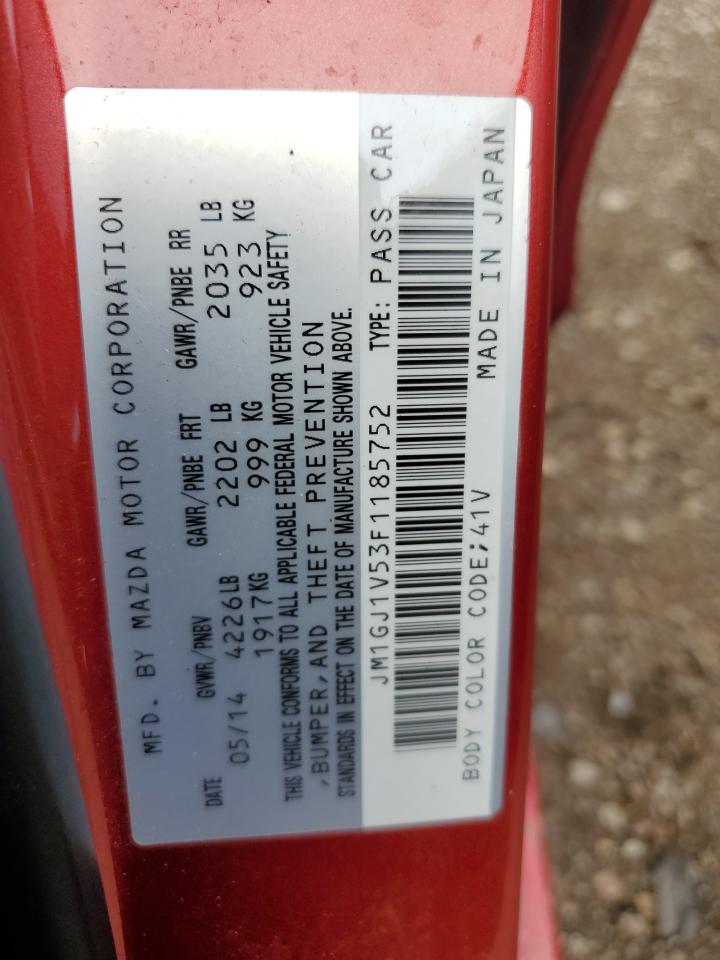 MFD. BY MAZDA MOTOR CORPORATION
DATE GVWR/PNBV GAWR/PNBE FRT GAWR/PNBE RR
05/14 4226LB 2202 LB 2035 LB
1917KG 999 KG 923 KG
THIS VEHICLE CONFORMS TO ALL APPLICABLE FEDERAL MOTOR VEHICLE SAFETY
,BUMPER,AND THEFT PREVENTION
STANDARDS IN EFFECT ON THE DATE OF MANUFACTURE SHOWN ABOVE.
JM1GJ1V53F1185752 TYPE: PASS CAR
BODY COLOR CODE;41V MADE IN JAPAN